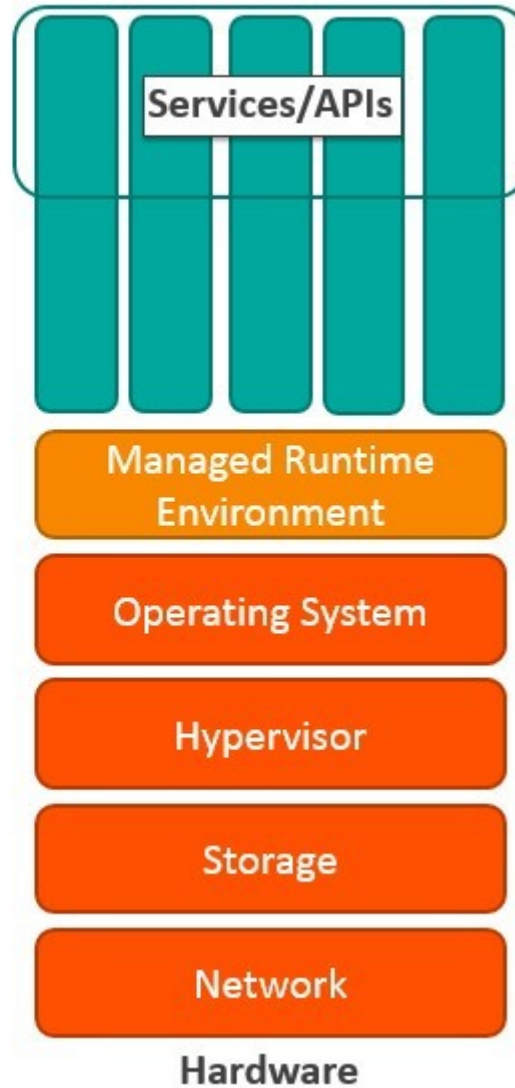 Services/APIs
Managed Runtime
Environment
Operating System
Hypervisor
Storage
Network
Hardware